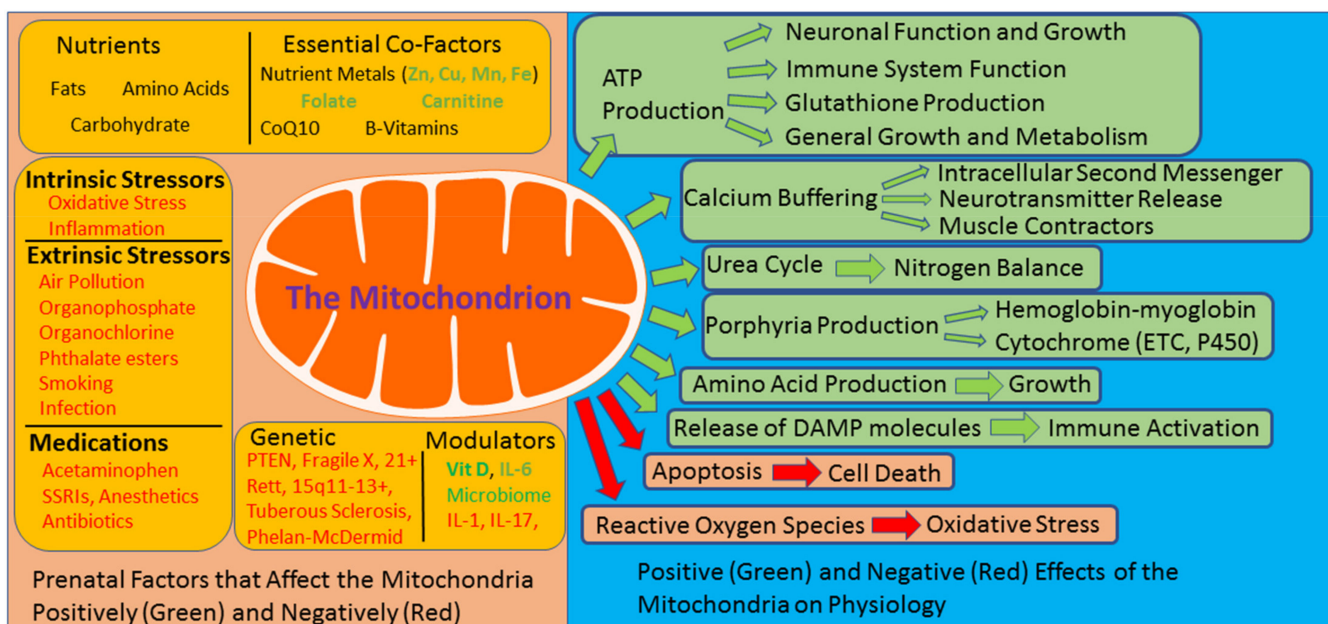 Nutrients
Fats Amino Acids
Carbohydrate
Essential Co-Factors
Nutrient Metals (Zn, Cu, Mn, Fe)
Folate Carnitine
CoQ10 B-Vitamins
Intrinsic Stressors
Oxidative Stress
Inflammation
Extrinsic Stressors
Air Pollution
Organophosphate
Organochlorine
Phthalate esters
Smoking
Infection
Medications
Acetaminophen
SSRIs, Anesthetics
Antibiotics
The Mitochondrion
Genetic
PTEN, Fragile X, 21+
Rett, 15q11-13+,
Tuberous Sclerosis,
Phelan-McDermid
Modulators
Vit D, IL-6
Microbiome
IL-1, IL-17,
Prenatal Factors that Affect the Mitochondria
Positively (Green) and Negatively (Red)
ATP
Production
Neuronal Function and Growth
Immune System Function
Glutathione Production
General Growth and Metabolism
Calcium Buffering
Intracellular Second Messenger
Neurotransmitter Release
Muscle Contractors
Urea Cycle Nitrogen Balance
Porphyria Production
Hemoglobin-myoglobin
Cytochrome (ETC, P450)
Amino Acid Production Growth
Release of DAMP molecules Immune Activation
Apoptosis Cell Death
Reactive Oxygen Species Oxidative Stress
Positive (Green) and Negative (Red) Effects of the
Mitochondria on Physiology